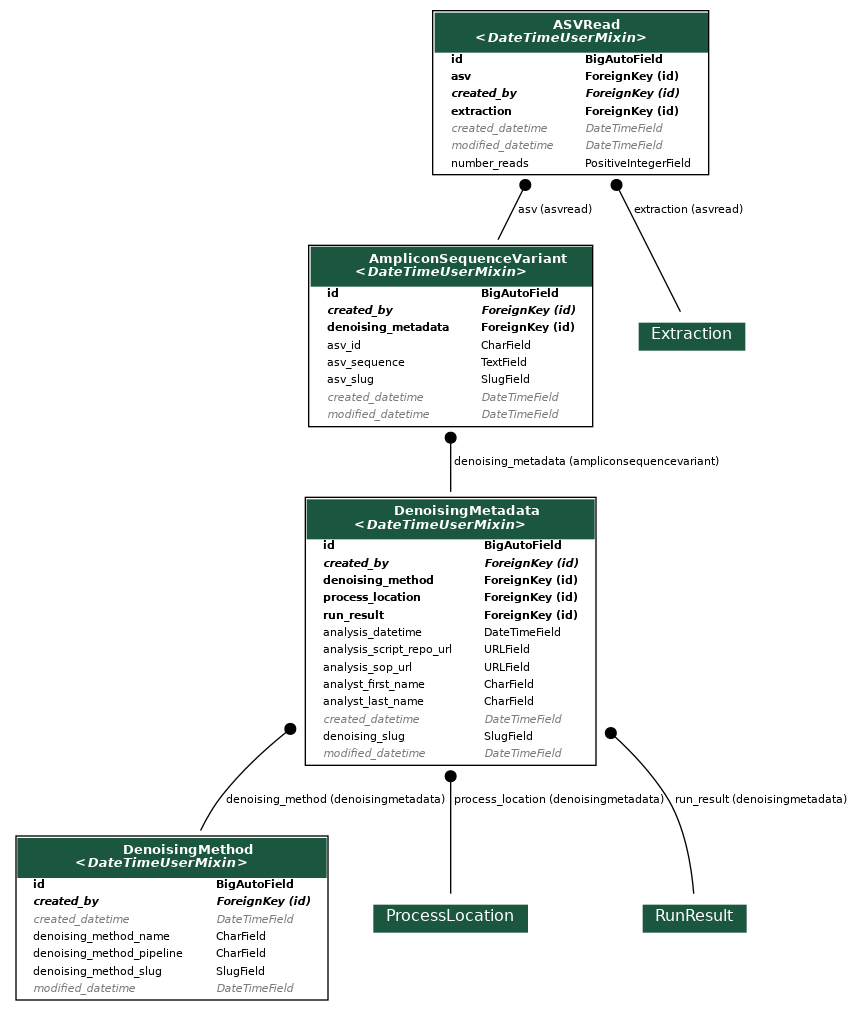 ASVRead
<DateTimeUserMixin>
id BigAutoField
asv ForeignKey (id)
created_by ForeignKey (id)
extraction ForeignKey (id)
created_datetime DateTimeField
modified_datetime DateTimeField
number_reads PositiveIntegerField
asv (asvread) extraction (asvread)
AmpliconSequenceVariant
<DateTimeUserMixin>
id BigAutoField
created_by ForeignKey (id)
denoising_metadata ForeignKey (id)
asv_id CharField
asv_sequence TextField
asv_slug SlugField
created_datetime DateTimeField
modified_datetime DateTimeField
Extraction
denoising_metadata (ampliconsequencevariant)
DenoisingMetadata
<DateTimeUserMixin>
id BigAutoField
created_by ForeignKey (id)
denoising_method ForeignKey (id)
process_location ForeignKey (id)
run_result ForeignKey (id)
analysis_datetime DateTimeField
analysis_script_repo_url URLField
analysis_sop_url URLField
analyst_first_name CharField
analyst_last_name CharField
created_datetime DateTimeField
denoising_slug SlugField
modified_datetime DateTimeField
denoising_method (denoisingmetadata) process_location (denoisingmetadata) run_result (denoisingmetadata)
DenoisingMethod
<DateTimeUserMixin>
id BigAutoField
created_by ForeignKey (id)
created_datetime DateTimeField
denoising_method_name CharField
denoising_method_pipeline CharField
denoising_method_slug SlugField
modified_datetime DateTimeField
ProcessLocation
RunResult